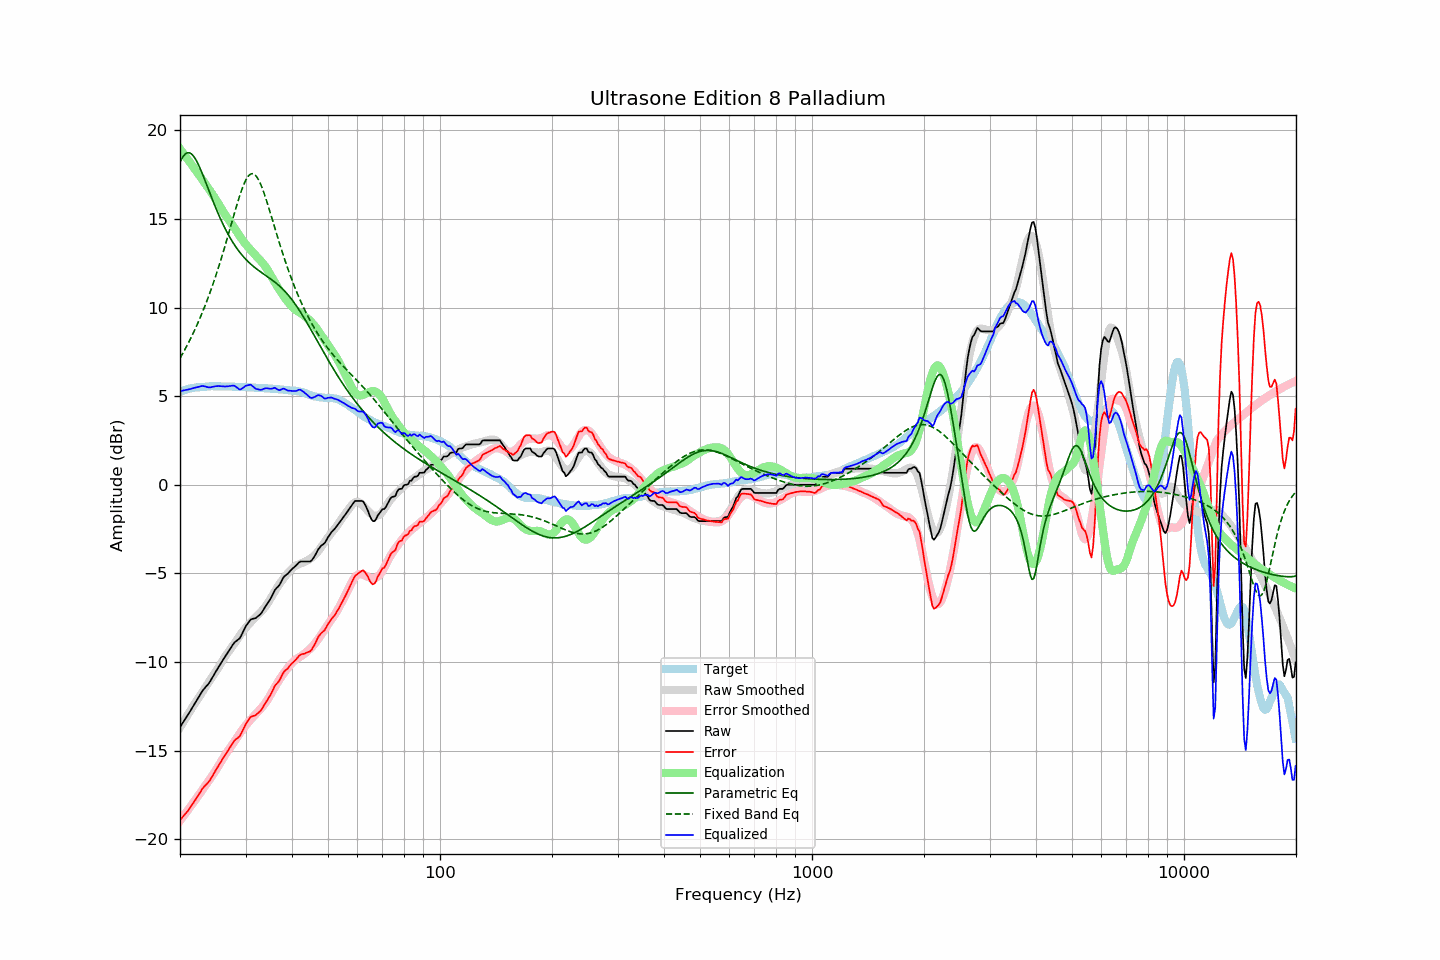 Ultrasone Edition 8 Palladium
20
15
10
5
0
−5
−10
−15
−20
Amplitude (dBr)
Target
Raw Smoothed
Error Smoothed
Raw
Error
Equalization
Parametric Eq
Fixed Band Eq
Equalized
100 1000 10000
Frequency (Hz)